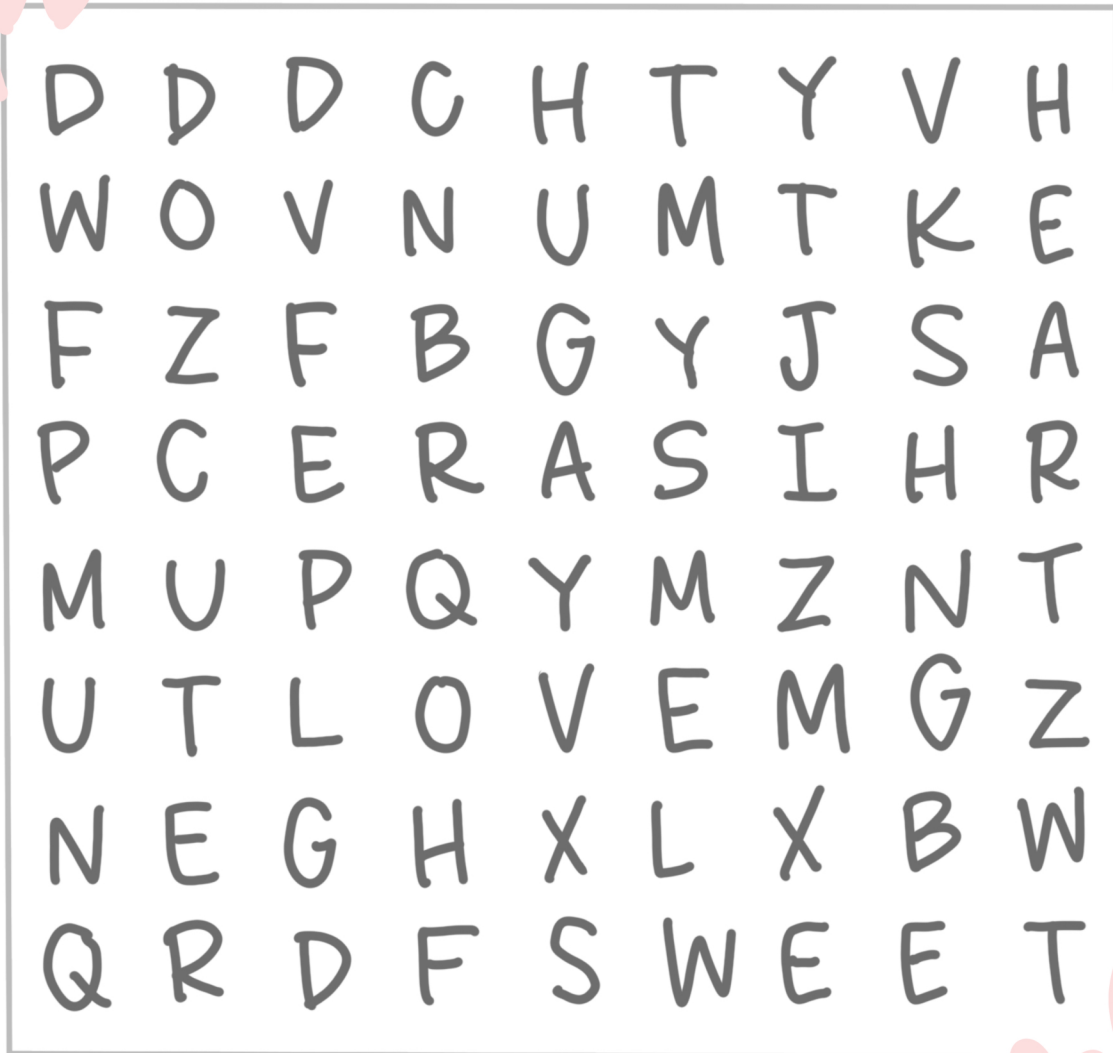 D D D C H T Y V H
W O V N U M T K E
F Z F B G Y J S A
P C E R A S I H R
M U P Q Y M Z N T
U T L O V E M G Z
N E G H X L X B W
Q R D F S W E E T